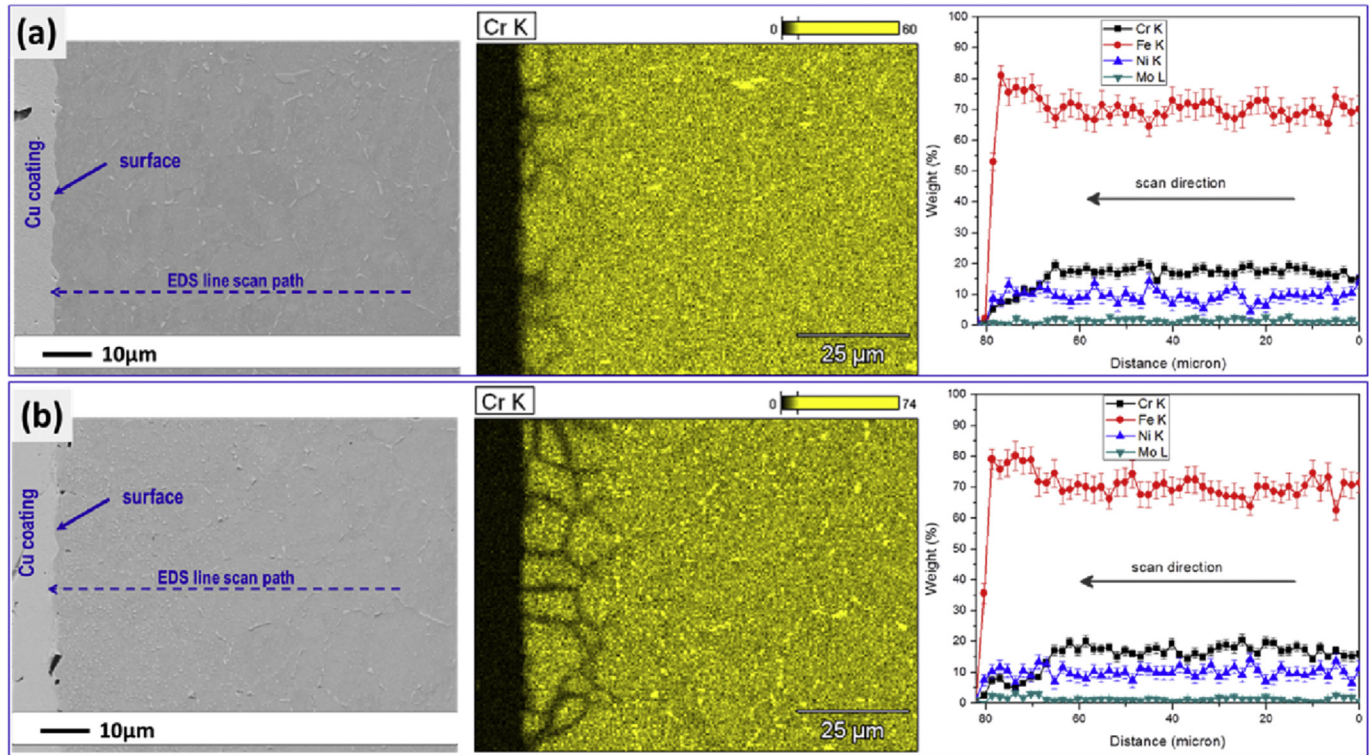 (a)
Cu coating
surface
EDS line scan path
10μm
Cr K
0 60
25 μm
Cr K
Fe K
Ni K
Mo L
scan direction
Weight (%)
100
90
80
70
60
50
40
30
20
10
0
80 60 40 20 0
Distance (micron)
(b)
Cu coating
surface
EDS line scan path
10μm
Cr K
0 74
25 μm
Cr K
Fe K
Ni K
Mo L
scan direction
Weight (%)
100
90
80
70
60
50
40
30
20
10
0
80 60 40 20 0
Distance (micron)